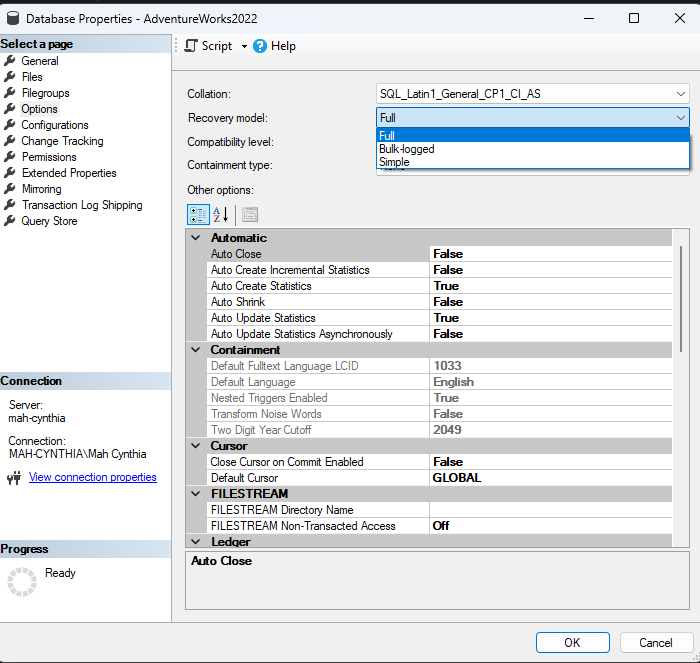 Database Properties - AdventureWorks2022
Select a page
General
Files
Filegroups
Options
Configurations
Change Tracking
Permissions
Extended Properties
Mirroring
Transaction Log Shipping
Query Store
Connection
Server:
mah-cynthia
Connection:
MAH-CYNTHIA\Mah Cynthia
View connection properties
Progress
Ready
Script
Help
Collation:
SQL_Latin1_General_CP1_CI_AS
Recovery model:
Full
Compatibility level:
Full
Bulk-logged
Simple
Containment type:
Other options:
Automatic
Auto Close False
Auto Create Incremental Statistics False
Auto Create Statistics True
Auto Shrink False
Auto Update Statistics True
Auto Update Statistics Asynchronously False
Containment
Default Fulltext Language LCID 1033
Default Language English
Nested Triggers Enabled True
Transform Noise Words False
Two Digit Year Cutoff 2049
Cursor
Close Cursor on Commit Enabled False
Default Cursor GLOBAL
FILESTREAM
FILESTREAM Directory Name
FILESTREAM Non-Transacted Access Off
Ledger
Auto Close
OK
Cancel